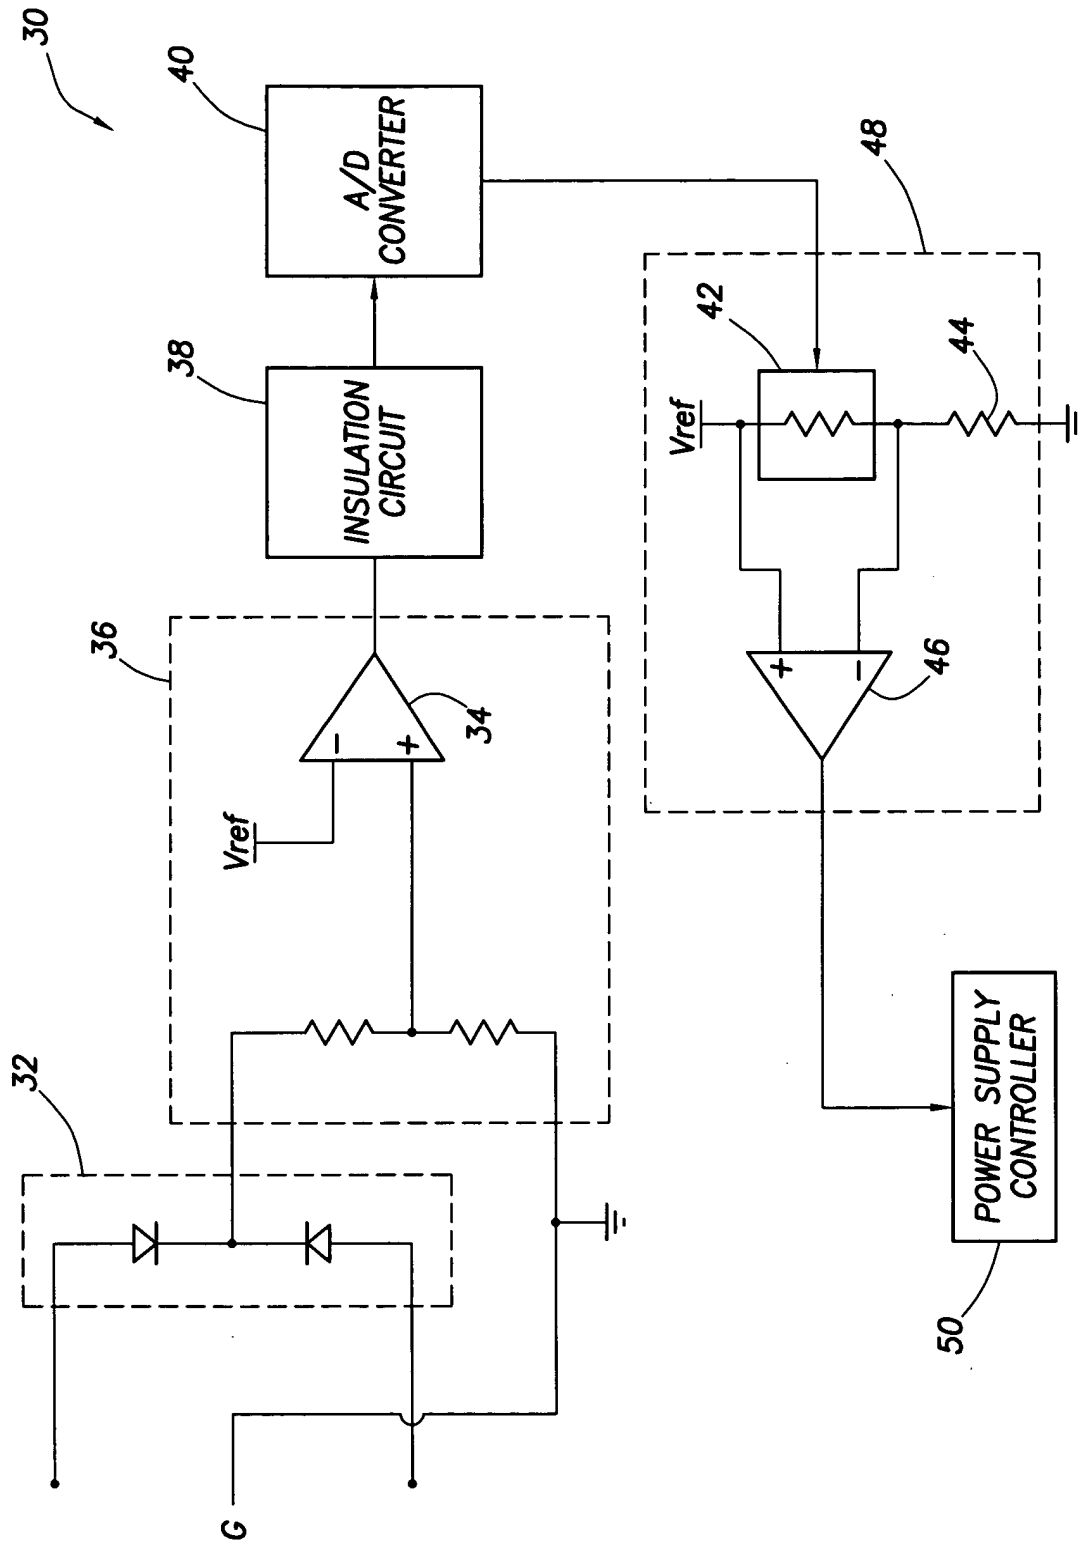 30
40
A/D
CONVERTER
38
INSULATION
CIRCUIT
36
Vref
-
+
34
32
G
48
42
Vref
44
+
-
46
POWER SUPPLY
CONTROLLER
50